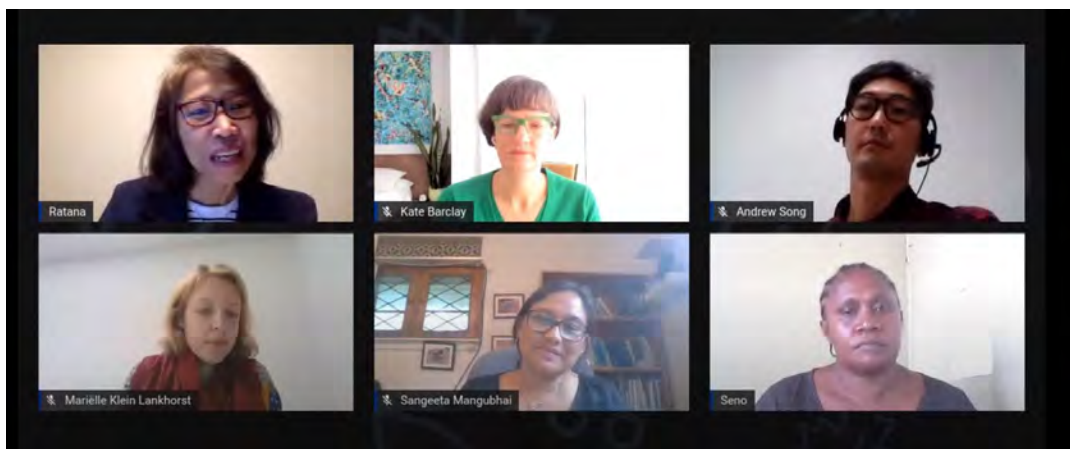 Ratana
Kate Barclay
Andrew Song
Mariëlle Klein Lankhorst
Sangeeta Mangubhai
Seno